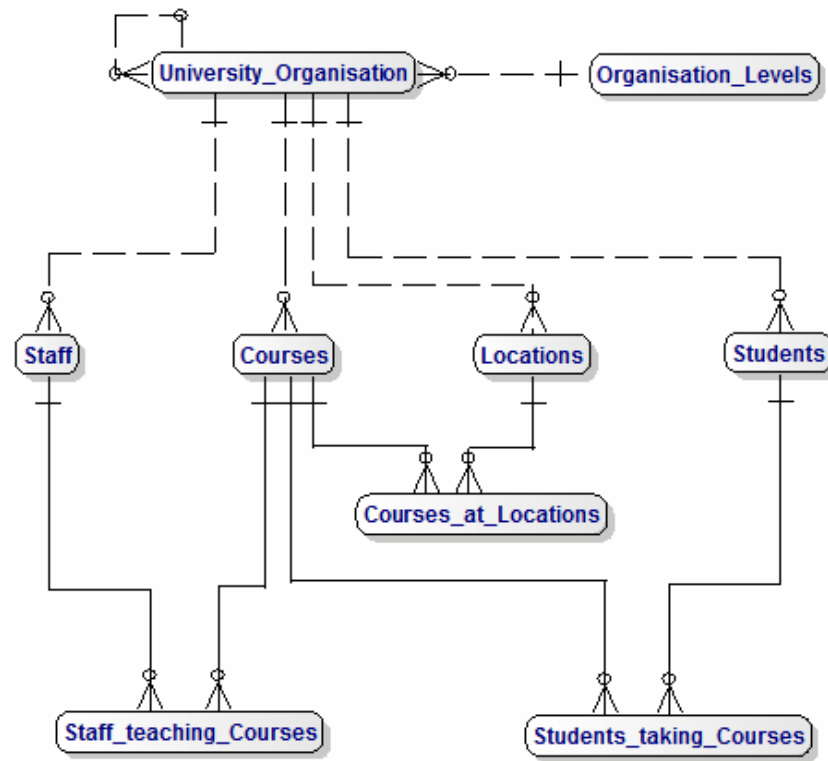 University_Organisation
Organisation_Levels
Staff
Courses
Locations
Students
Courses_at_Locations
Staff_teaching_Courses
Students_taking_Courses